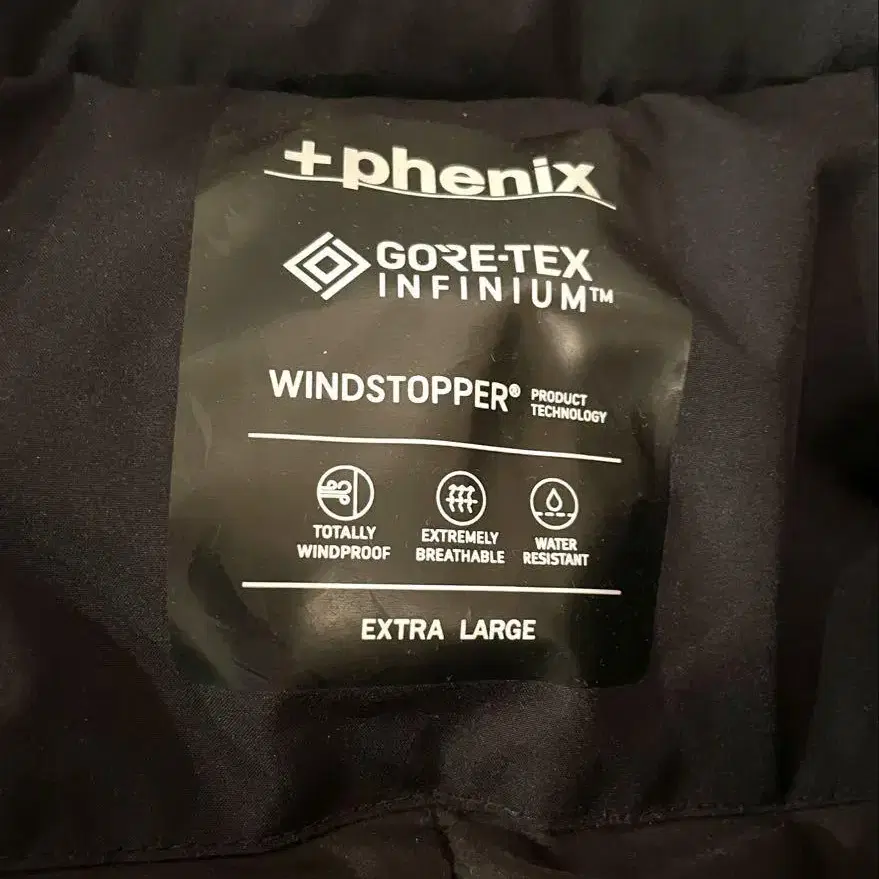 +phenix
GORE-TEX
INFINIUM™
WINDSTOPPER® PRODUCT
TECHNOLOGY
TOTALLY
WINDPROOF
EXTREMELY
BREATHABLE
WATER
RESISTANT
EXTRA LARGE